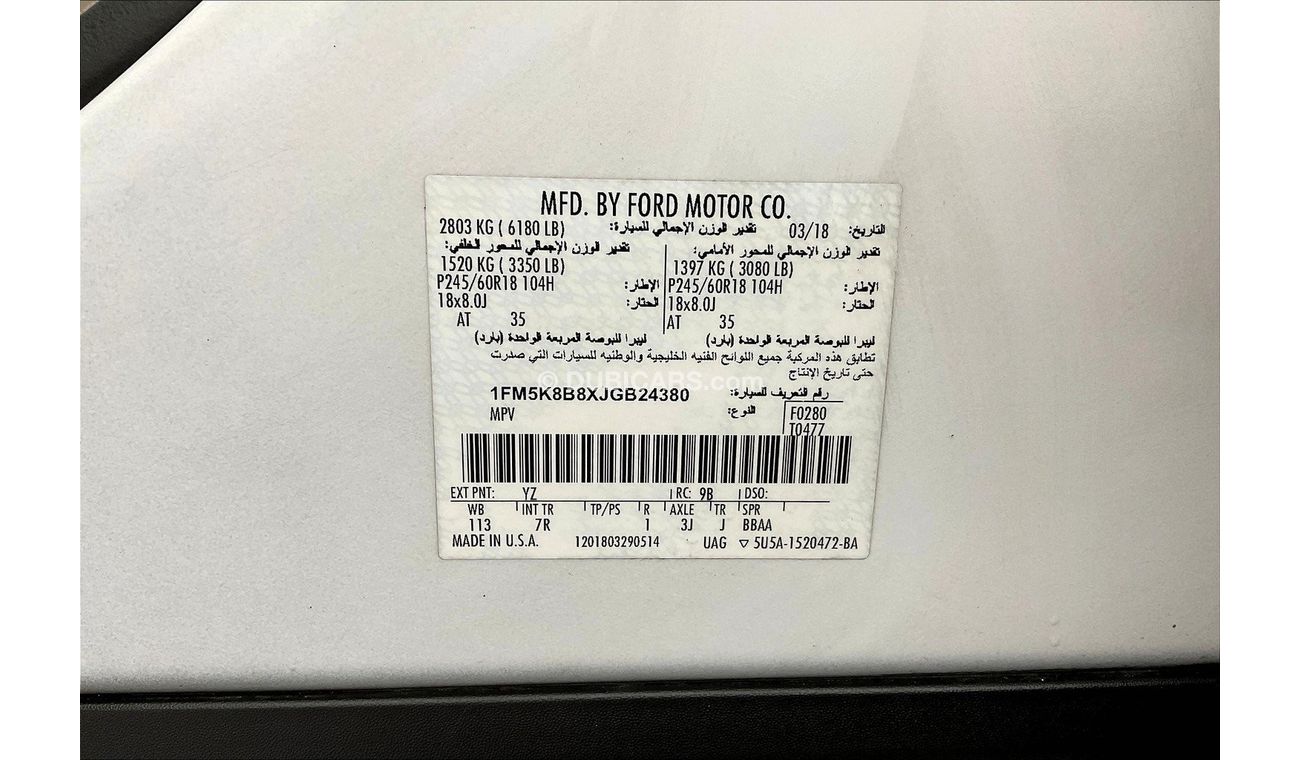 MFD. BY FORD MOTOR CO.
التاريخ: 03/18 تقدير الوزن الإجمالي للسيارة: 2803 KG ( 6180 LB)
تقدير الوزن الإجمالي للمحور الأمامي: تقدير الوزن الإجمالي للمحور الخلفي:
1397 KG ( 3080 LB) 1520 KG ( 3350 LB)
الإطار: P245/60R18 104H الإطار: P245/60R18 104H
الحتار: 18x8.0J الحتار: 18x8.0J
AT 35 AT 35
ليبرا للبوصة المربعة الواحدة (بارد) ليبرا للبوصة المربعة الواحدة (بارد)
تطابق هذه المركبة جميع اللوائح الفنيه الخليجية والوطنيه للسيارات التي صدرت
حتى تاريخ الإنتاج
© DUBICARS.com
رقم التعريف للسيارة: 1FM5K8B8XJGB24380
النوع: MPV F0280
T0477
EXT PNT: YZ RC: 9B DSO:
WB INT TR TP/PS R AXLE TR SPR
113 7R 1 3J J BBAA
MADE IN U.S.A. 1201803290514 UAG ▽ 5U5A-1520472-BA